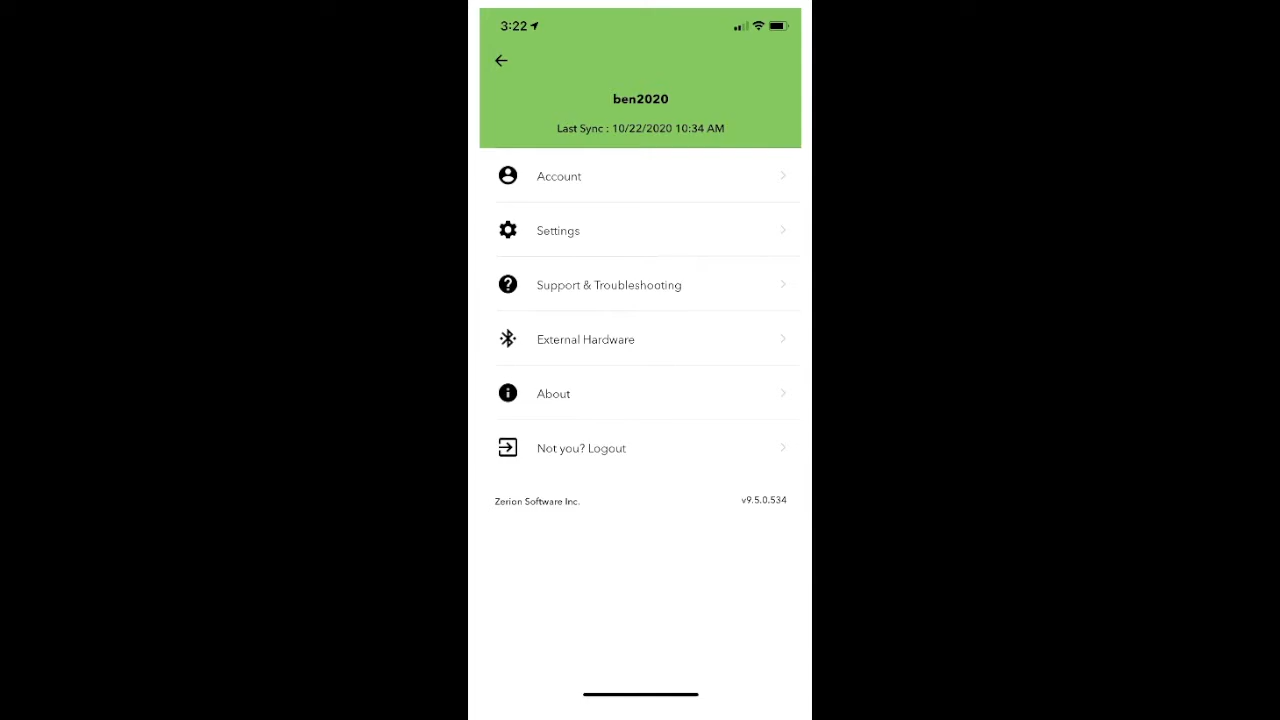 3:22
ben2020
Last Sync : 10/22/2020 10:34 AM
Account
Settings
Support & Troubleshooting
External Hardware
About
Not you? Logout
Zerion Software Inc.
v9.5.0.534